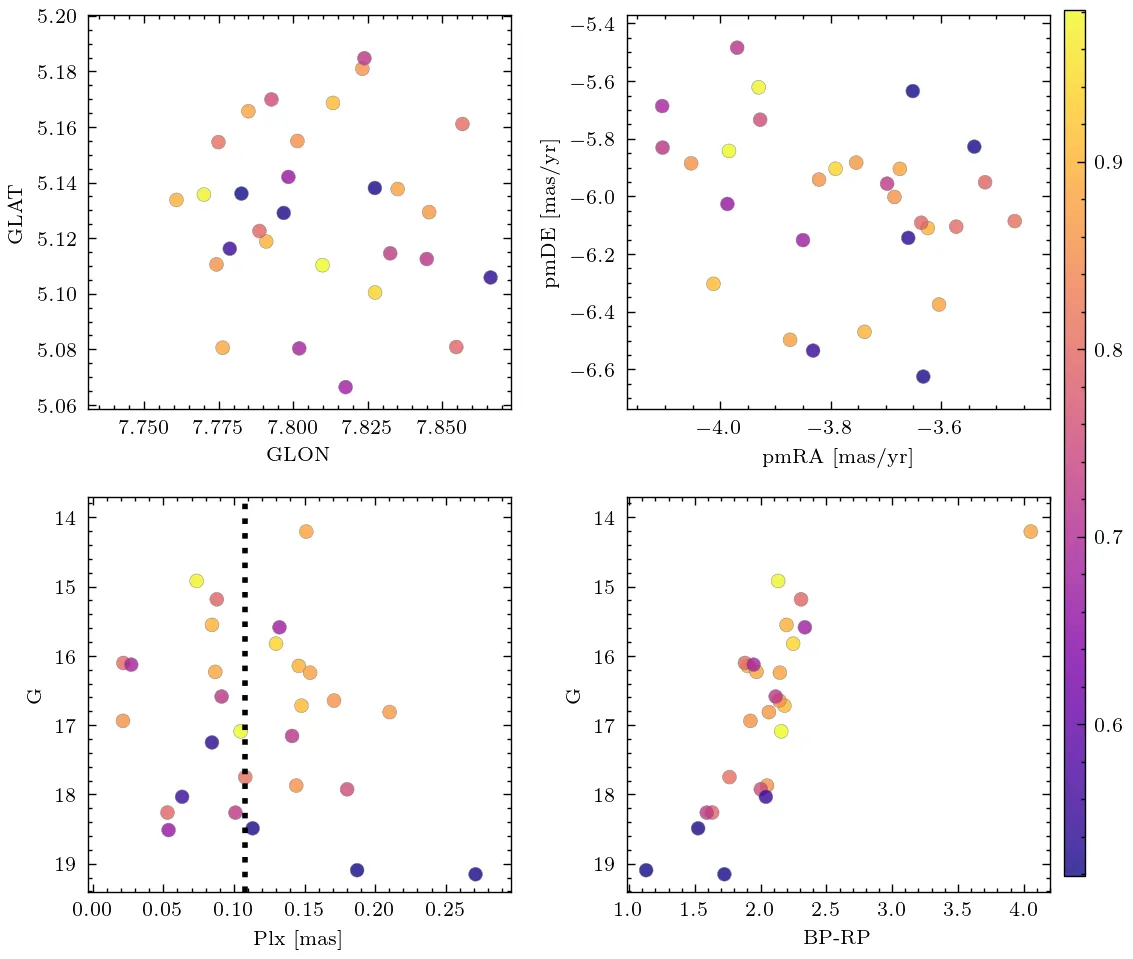 5.20
5.18
5.16
5.14
5.12
5.10
5.08
5.06
GLAT
7.750 7.775 7.800 7.825 7.850
GLON
−5.4
−5.6
−5.8
−6.0
−6.2
−6.4
−6.6
pmDE [mas/yr]
−4.0 −3.8 −3.6
pmRA [mas/yr]
0.9
0.8
0.7
0.6
14
15
16
17
18
19
G
0.00 0.05 0.10 0.15 0.20 0.25
Plx [mas]
14
15
16
17
18
19
G
1.0 1.5 2.0 2.5 3.0 3.5 4.0
BP-RP